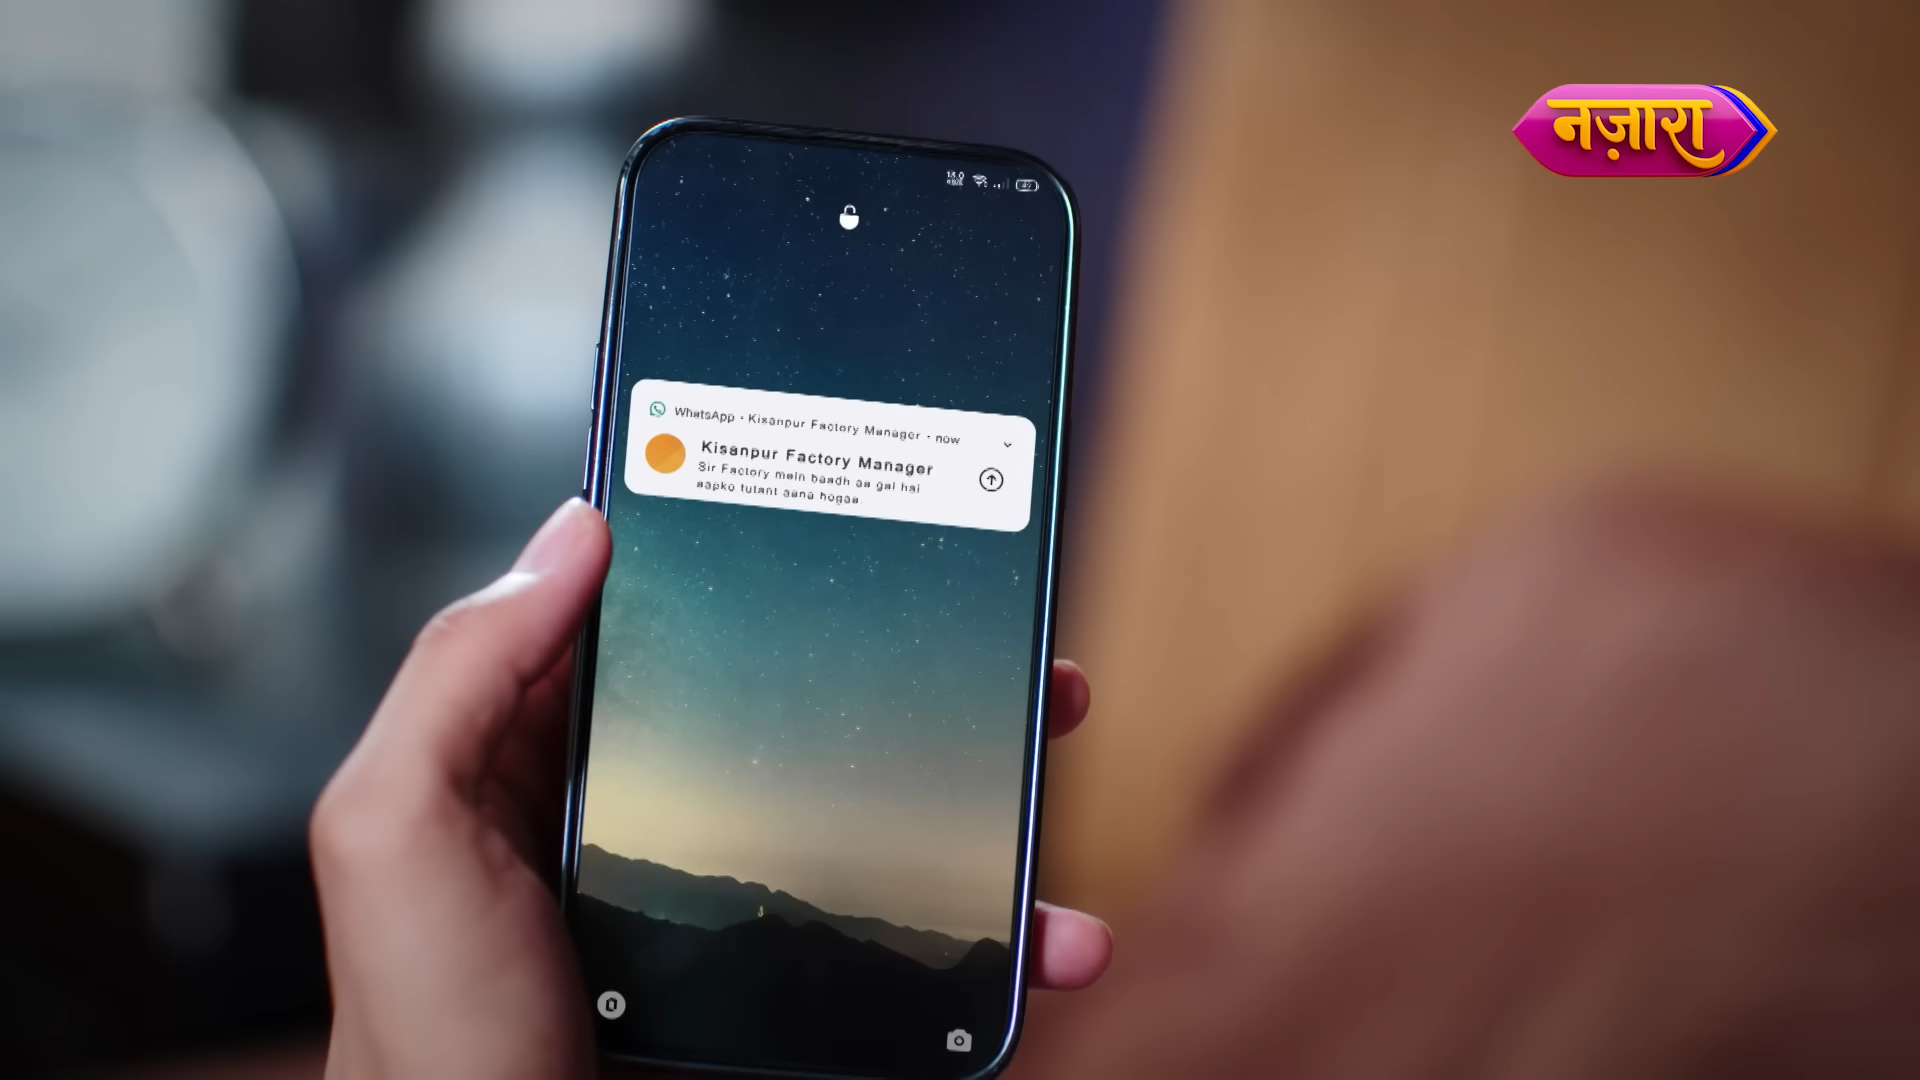 नज़ारा
WhatsApp • Kisanpur Factory Manager • now
Kisanpur Factory Manager
Sir Factory mein baadh aa gai hai
aapko turant aana hogaa.